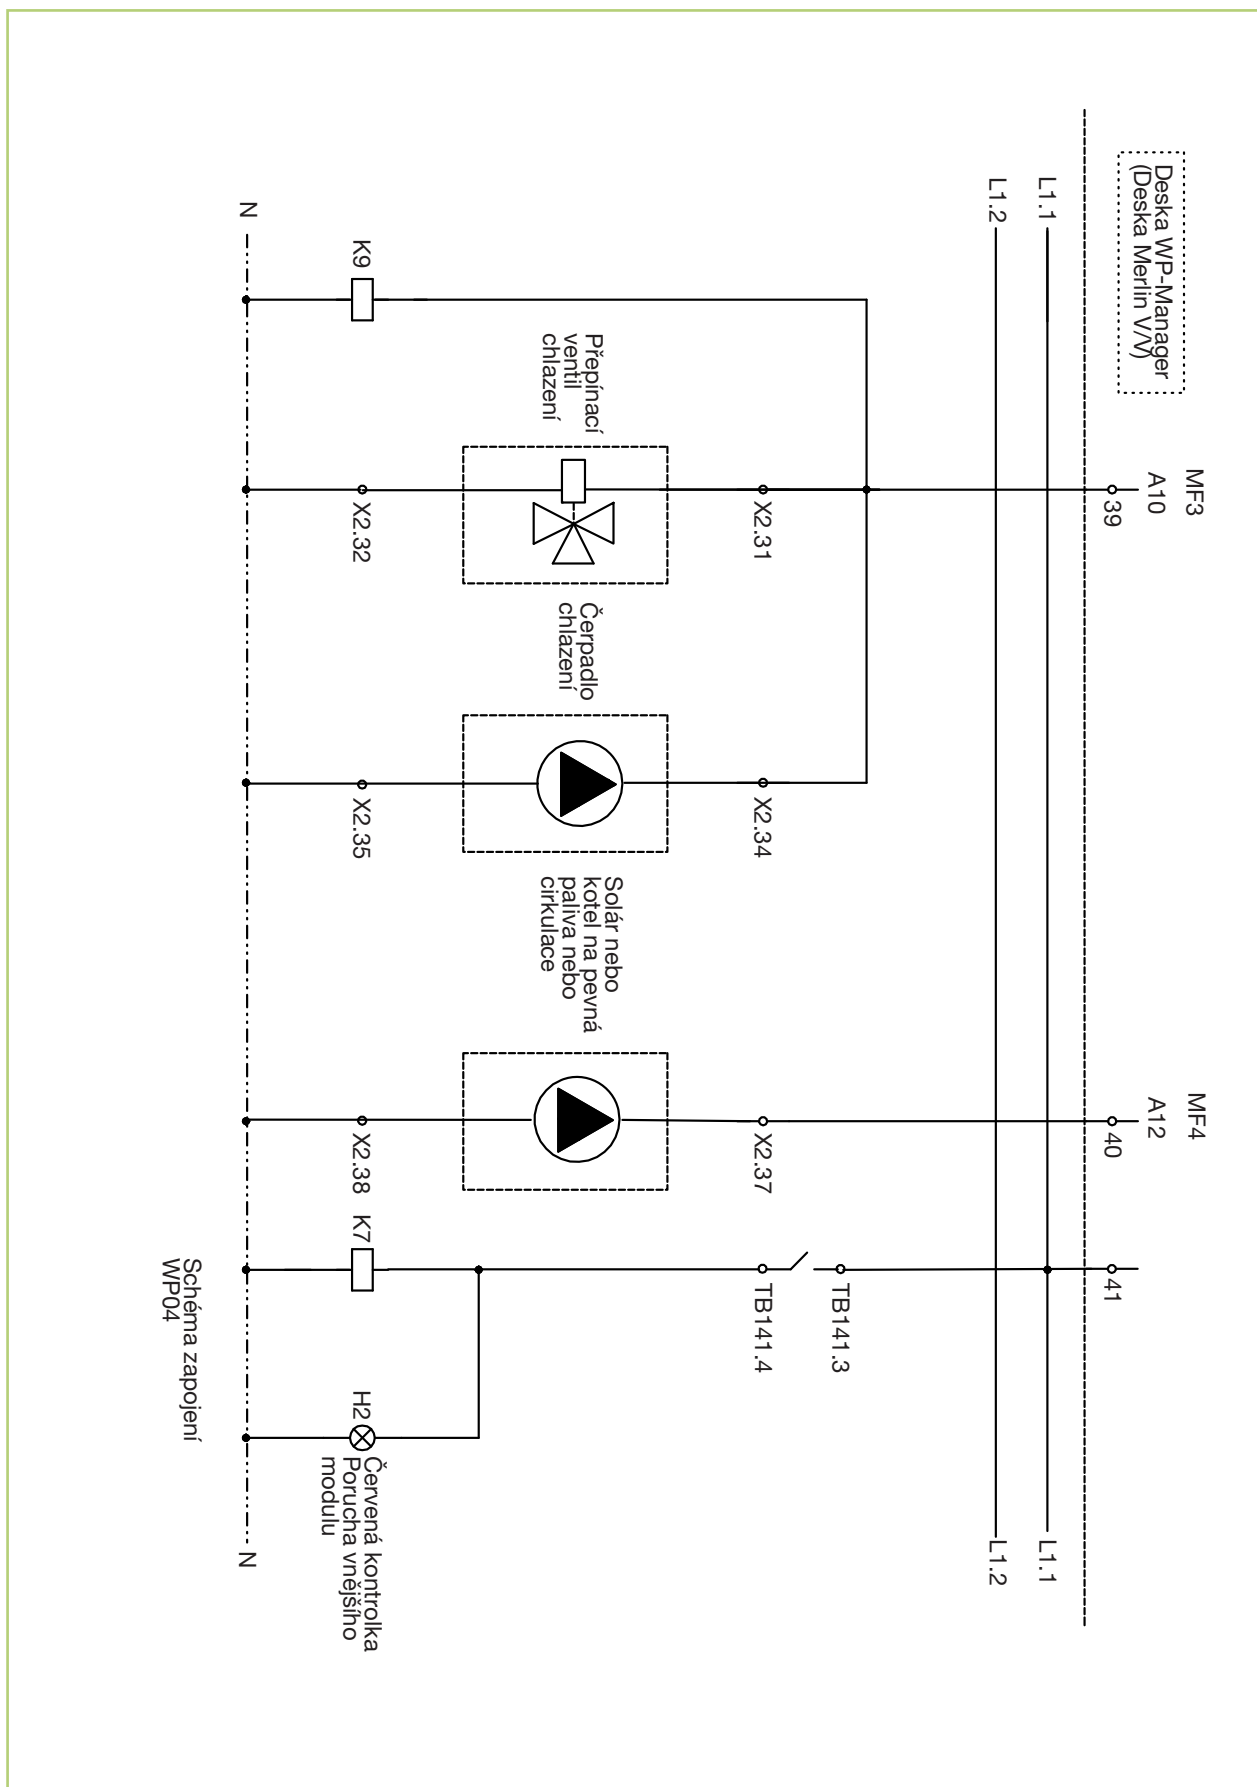 Deska WP-Manager
(Deska Merlin V/V)
MF3
A10
39
MF4
A12
40
41
L1.1
L1.1
L1.2
L1.2
TB141.3
X2.31
X2.34
X2.37
TB141.4
Přepínací
ventil
chlazení
Čerpadlo
chlazení
Solár nebo
kotel na pevná
paliva nebo
cirkulace
K9
X2.32
X2.35
X2.38
K7
H2
Červená kontrolka
Porucha vnějšího
modulu
N
N
Schéma zapojení
WP04